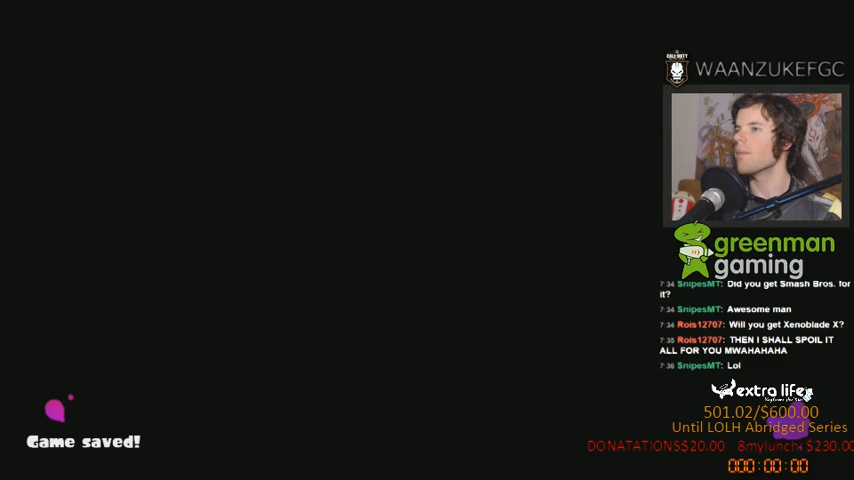 CALL DUTY
WAANZUKEFGC
greenman
gaming
7 34 SnipesMT: Did you get Smash Bros. for
it?
7 34 SnipesMT: Awesome man
7 34 Rois12707: Will you get Xenoblade X?
7 35 Rois12707: THEN I SHALL SPOIL IT
ALL FOR YOU MWAHAHAHA
7 36 SnipesMT: Lol
extra life
501.02/$600.00
Until LOLH Abridged Series
Game saved!
DONATATIONS$20.00 8mylunch: $230.00
000:00:00